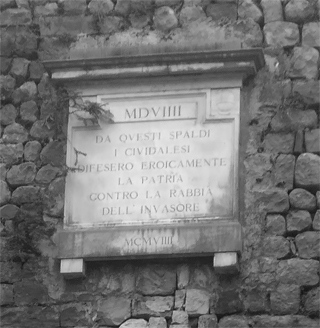 MDVIIII
DA QVESTI SPALDI
I CIVIDALESI
DIFESERO EROICAMENTE
LA PATRIA
CONTRO LA RABBIA
DELL'INVASORE
MCMVIIII